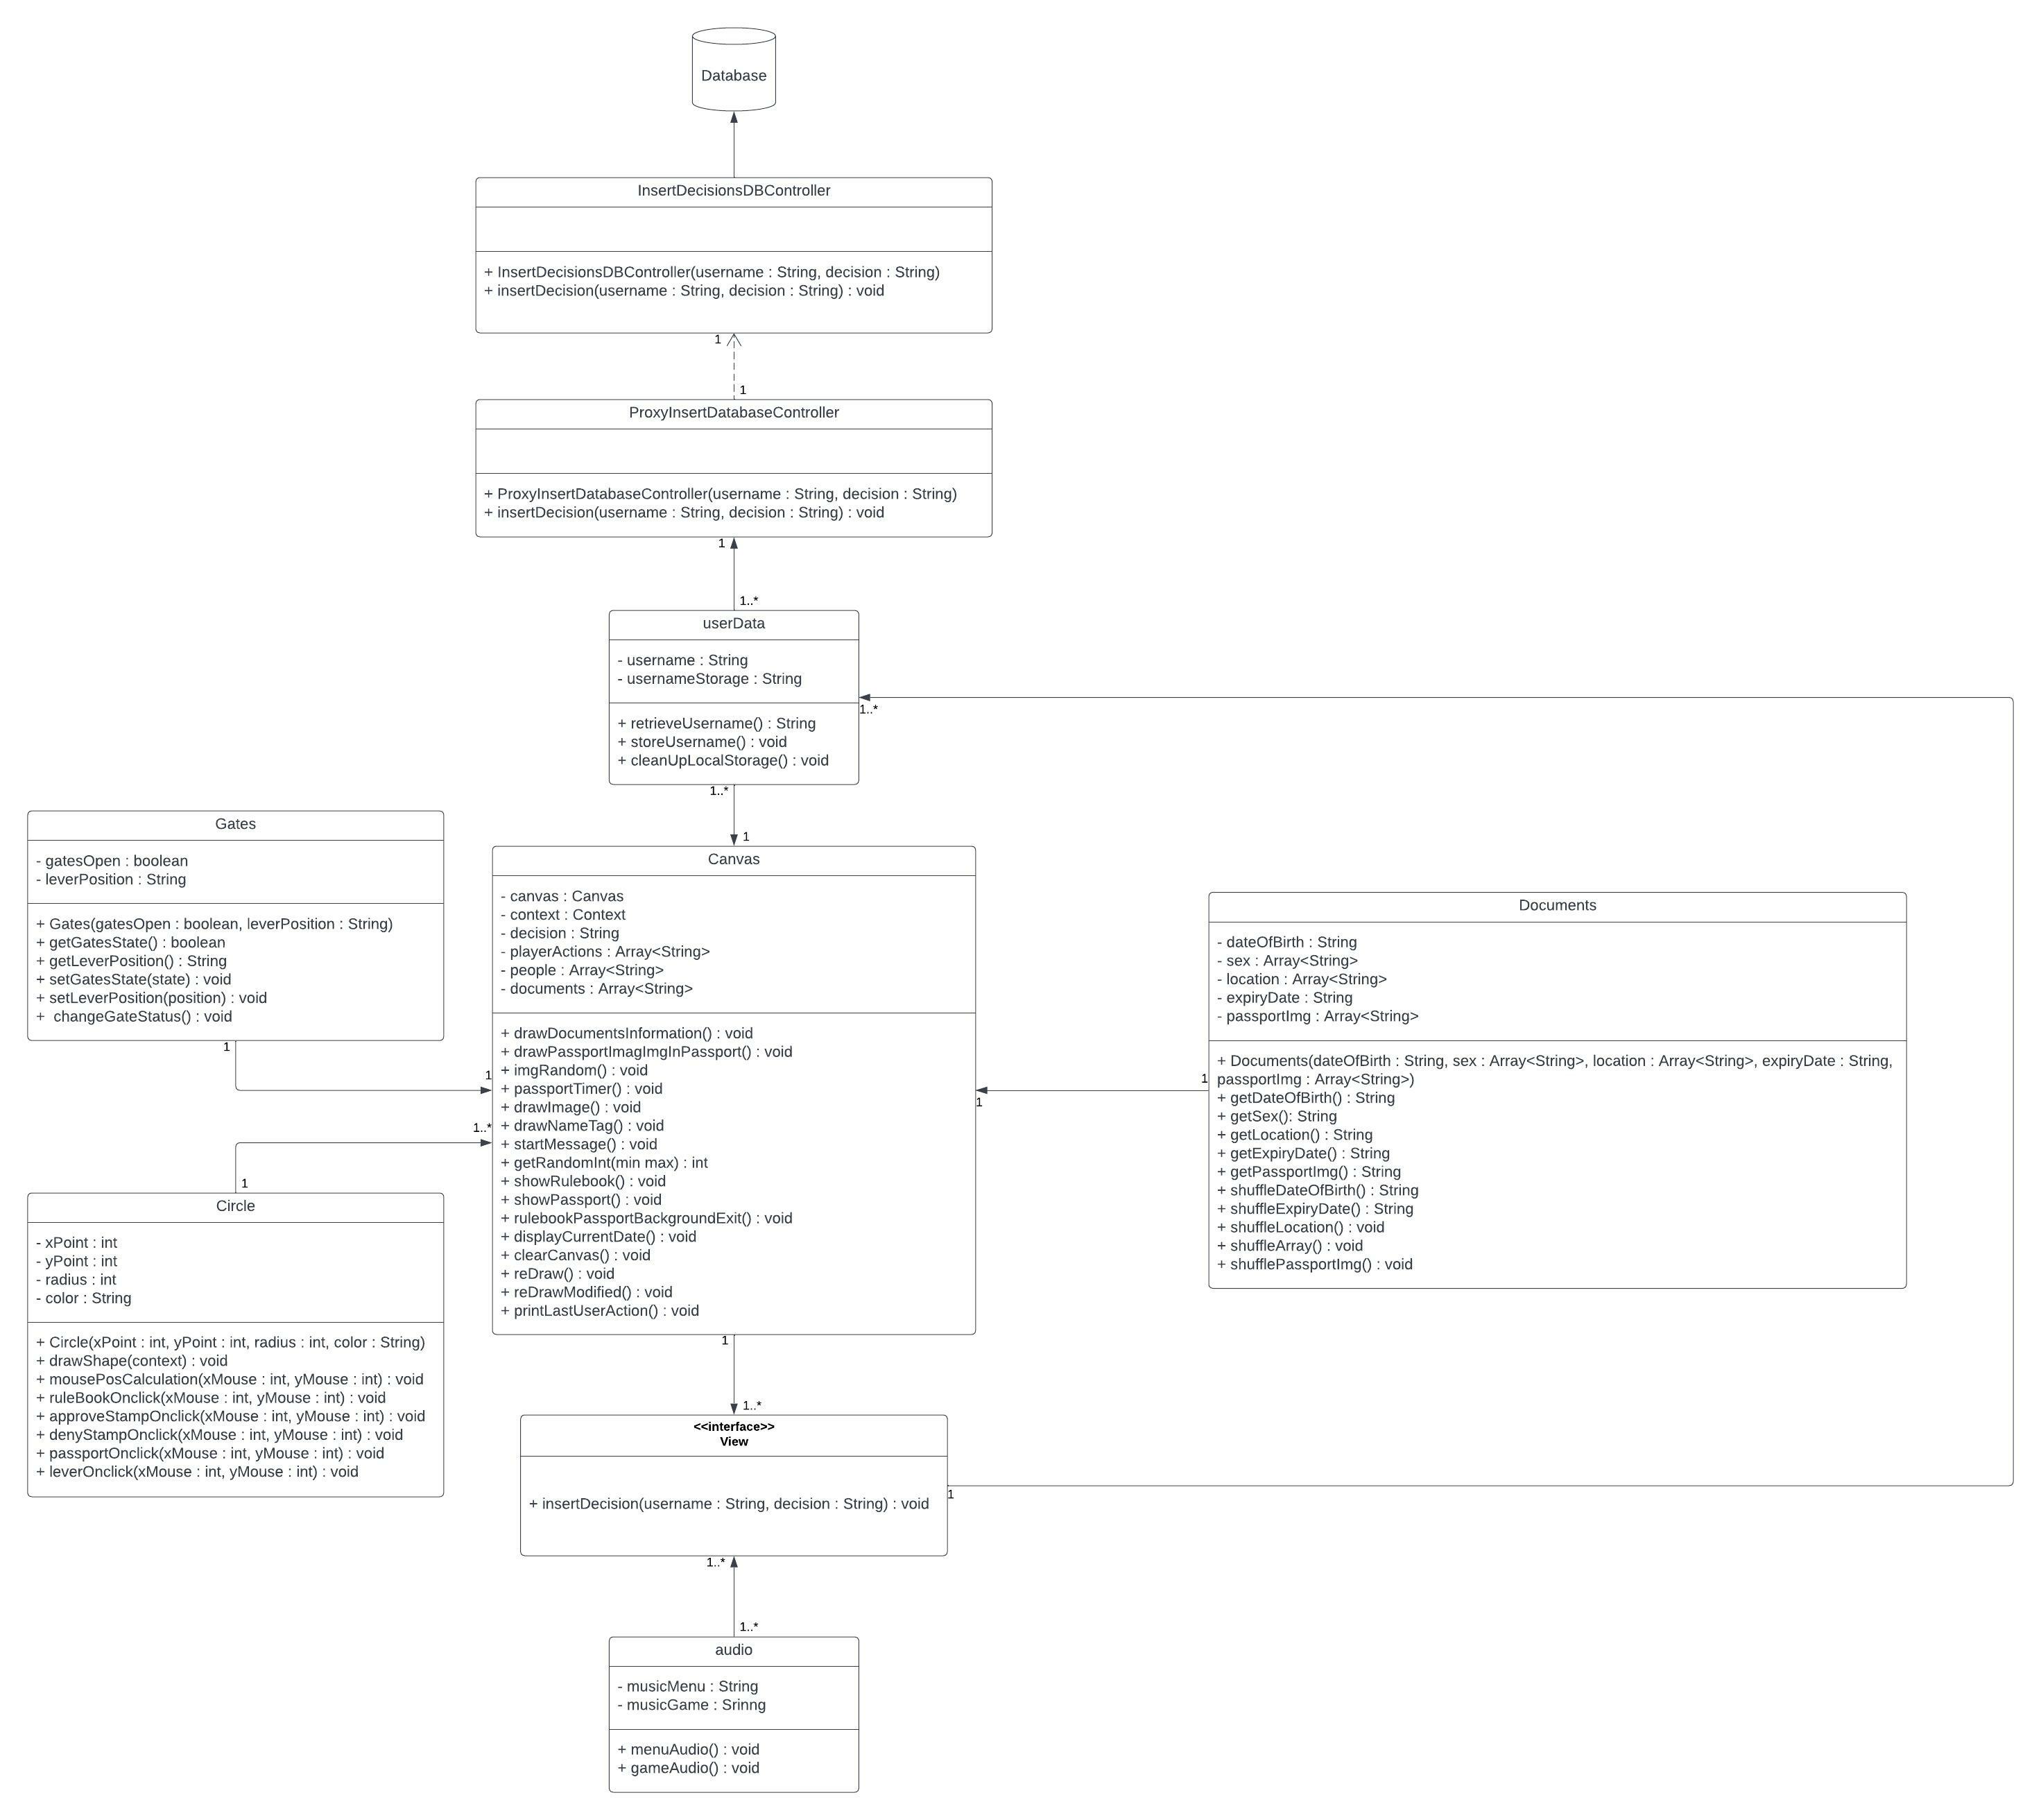 Database
InsertDecisionsDBController
+ InsertDecisionsDBController(username : String, decision : String)
+ insertDecision(username : String, decision : String) : void
1
1
ProxyInsertDatabaseController
+ ProxyInsertDatabaseController(username : String, decision : String)
+ insertDecision(username : String, decision : String) : void
1
1..*
userData
- username : String
- usernameStorage : String
+ retrieveUsername() : String
+ storeUsername() : void
+ cleanUpLocalStorage() : void
1..*
1..*
1
Gates
- gatesOpen : boolean
- leverPosition : String
+ Gates(gatesOpen : boolean, leverPosition : String)
+ getGatesState() : boolean
+ getLeverPosition() : String
+ setGatesState(state) : void
+ setLeverPosition(position) : void
+  changeGateStatus() : void
1
1
Canvas
- canvas : Canvas
- context : Context
- decision : String
- playerActions : Array<String>
- people : Array<String>
- documents : Array<String>
+ drawDocumentsInformation() : void
+ drawPassportImagImgInPassport() : void
+ imgRandom() : void
+ passportTimer() : void
+ drawImage() : void
+ drawNameTag() : void
+ startMessage() : void
+ getRandomInt(min max) : int
+ showRulebook() : void
+ showPassport() : void
+ rulebookPassportBackgroundExit() : void
+ displayCurrentDate() : void
+ clearCanvas() : void
+ reDraw() : void
+ reDrawModified() : void
+ printLastUserAction() : void
1
1
Documents
- dateOfBirth : String
- sex : Array<String>
- location : Array<String>
- expiryDate : String
- passportImg : Array<String>
+ Documents(dateOfBirth : String, sex : Array<String>, location : Array<String>, expiryDate : String,
passportImg : Array<String>)
+ getDateOfBirth() : String
+ getSex(): String
+ getLocation() : String
+ getExpiryDate() : String
+ getPassportImg() : String
+ shuffleDateOfBirth() : String
+ shuffleExpiryDate() : String
+ shuffleLocation() : void
+ shuffleArray() : void
+ shufflePassportImg() : void
1..*
1
Circle
- xPoint : int
- yPoint : int
- radius : int
- color : String
+ Circle(xPoint : int, yPoint : int, radius : int, color : String)
+ drawShape(context) : void
+ mousePosCalculation(xMouse : int, yMouse : int) : void
+ ruleBookOnclick(xMouse : int, yMouse : int) : void
+ approveStampOnclick(xMouse : int, yMouse : int) : void
+ denyStampOnclick(xMouse : int, yMouse : int) : void
+ passportOnclick(xMouse : int, yMouse : int) : void
+ leverOnclick(xMouse : int, yMouse : int) : void
1
1..*
<<interface>>
View
+ insertDecision(username : String, decision : String) : void
1
1..*
1..*
audio
- musicMenu : String
- musicGame : Srinng
+ menuAudio() : void
+ gameAudio() : void